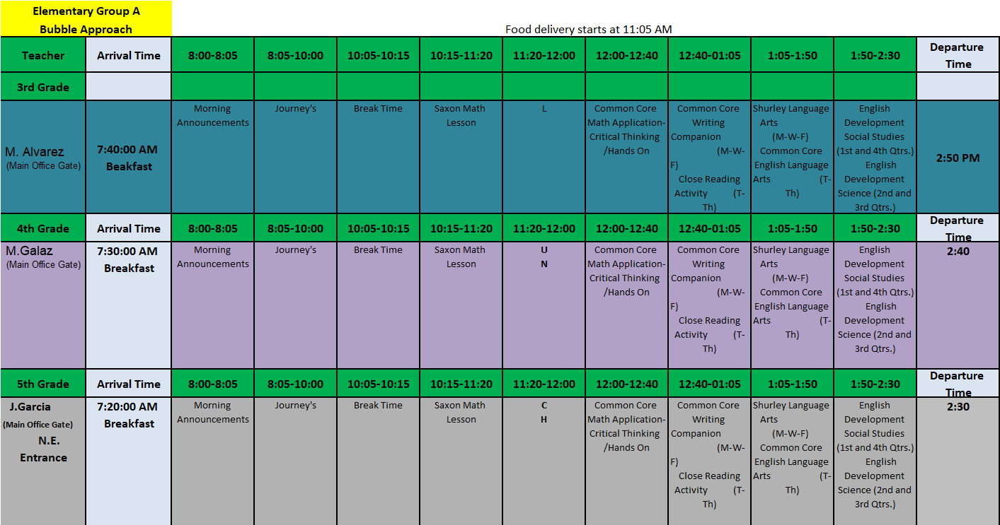 Elementary Group A
Bubble Approach
Food delivery starts at 11:05 AM
Teacher Arrival Time 8:00-8:05 8:05-10:00 10:05-10:15 10:15-11:20 11:20-12:00 12:00-12:40 12:40-01:05 1:05-1:50 1:50-2:30 Departure Time
3rd Grade
M. Alvarez
(Main Office Gate)
7:40:00 AM
Beakfast
Morning
Announcements
Journey's
Break Time
Saxon Math
Lesson
L
Common Core
Math Application-
Critical Thinking
/Hands On
Common Core
Writing
Companion
(M-W-
F)
Close Reading
Activity (T-
Th)
Shurley Language
Arts
(M-W-F)
Common Core
English Language
Arts (T-
Th)
English
Development
Social Studies
(1st and 4th Qtrs.)
English
Development
Science (2nd and
3rd Qtrs.)
2:50 PM
4th Grade Arrival Time 8:00-8:05 8:05-10:00 10:05-10:15 10:15-11:20 11:20-12:00 12:00-12:40 12:40-01:05 1:05-1:50 1:50-2:30 Departure Time
M.Galaz
(Main Office Gate)
7:30:00 AM
Breakfast
Morning
Announcements
Journey's
Break Time
Saxon Math
Lesson
U
N
Common Core
Math Application-
Critical Thinking
/Hands On
Common Core
Writing
Companion
(M-W-
F)
Close Reading
Activity (T-
Th)
Shurley Language
Arts
(M-W-F)
Common Core
English Language
Arts (T-
Th)
English
Development
Social Studies
(1st and 4th Qtrs.)
English
Development
Science (2nd and
3rd Qtrs.)
2:40
5th Grade Arrival Time 8:00-8:05 8:05-10:00 10:05-10:15 10:15-11:20 11:20-12:00 12:00-12:40 12:40-01:05 1:05-1:50 1:50-2:30 Departure Time
J.Garcia
(Main Office Gate)
N.E.
Entrance
7:20:00 AM
Breakfast
Morning
Announcements
Journey's
Break Time
Saxon Math
Lesson
C
H
Common Core
Math Application-
Critical Thinking
/Hands On
Common Core
Writing
Companion
(M-W-
F)
Close Reading
Activity (T-
Th)
Shurley Language
Arts
(M-W-F)
Common Core
English Language
Arts (T-
Th)
English
Development
Social Studies
(1st and 4th Qtrs.)
English
Development
Science (2nd and
3rd Qtrs.)
2:30